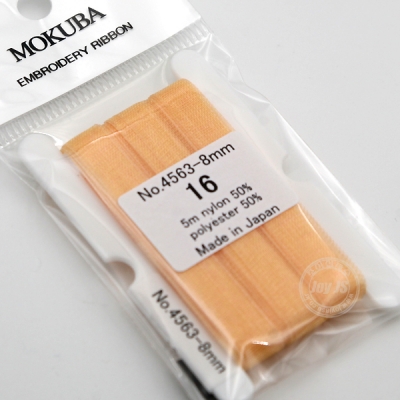 MOKUBA
EMBROIDERY RIBBON
No.4563-8mm
16
5m nylon 50%
polyester 50%
Made in Japan
No.4563-8mm